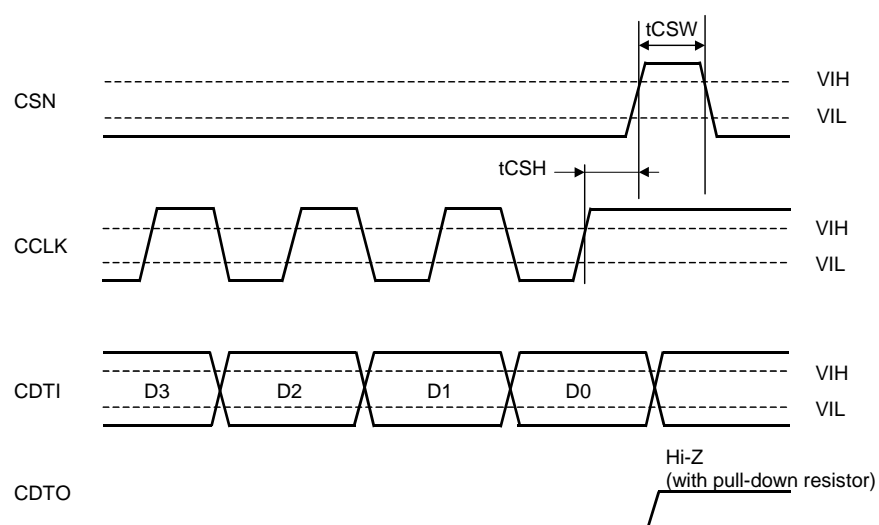 tCSW
VIH
CSN
VIL
tCSH
VIH
CCLK
VIL
VIH
CDTI D3 D2 D1 D0
VIL
Hi-Z
(with pull-down resistor)
CDTO